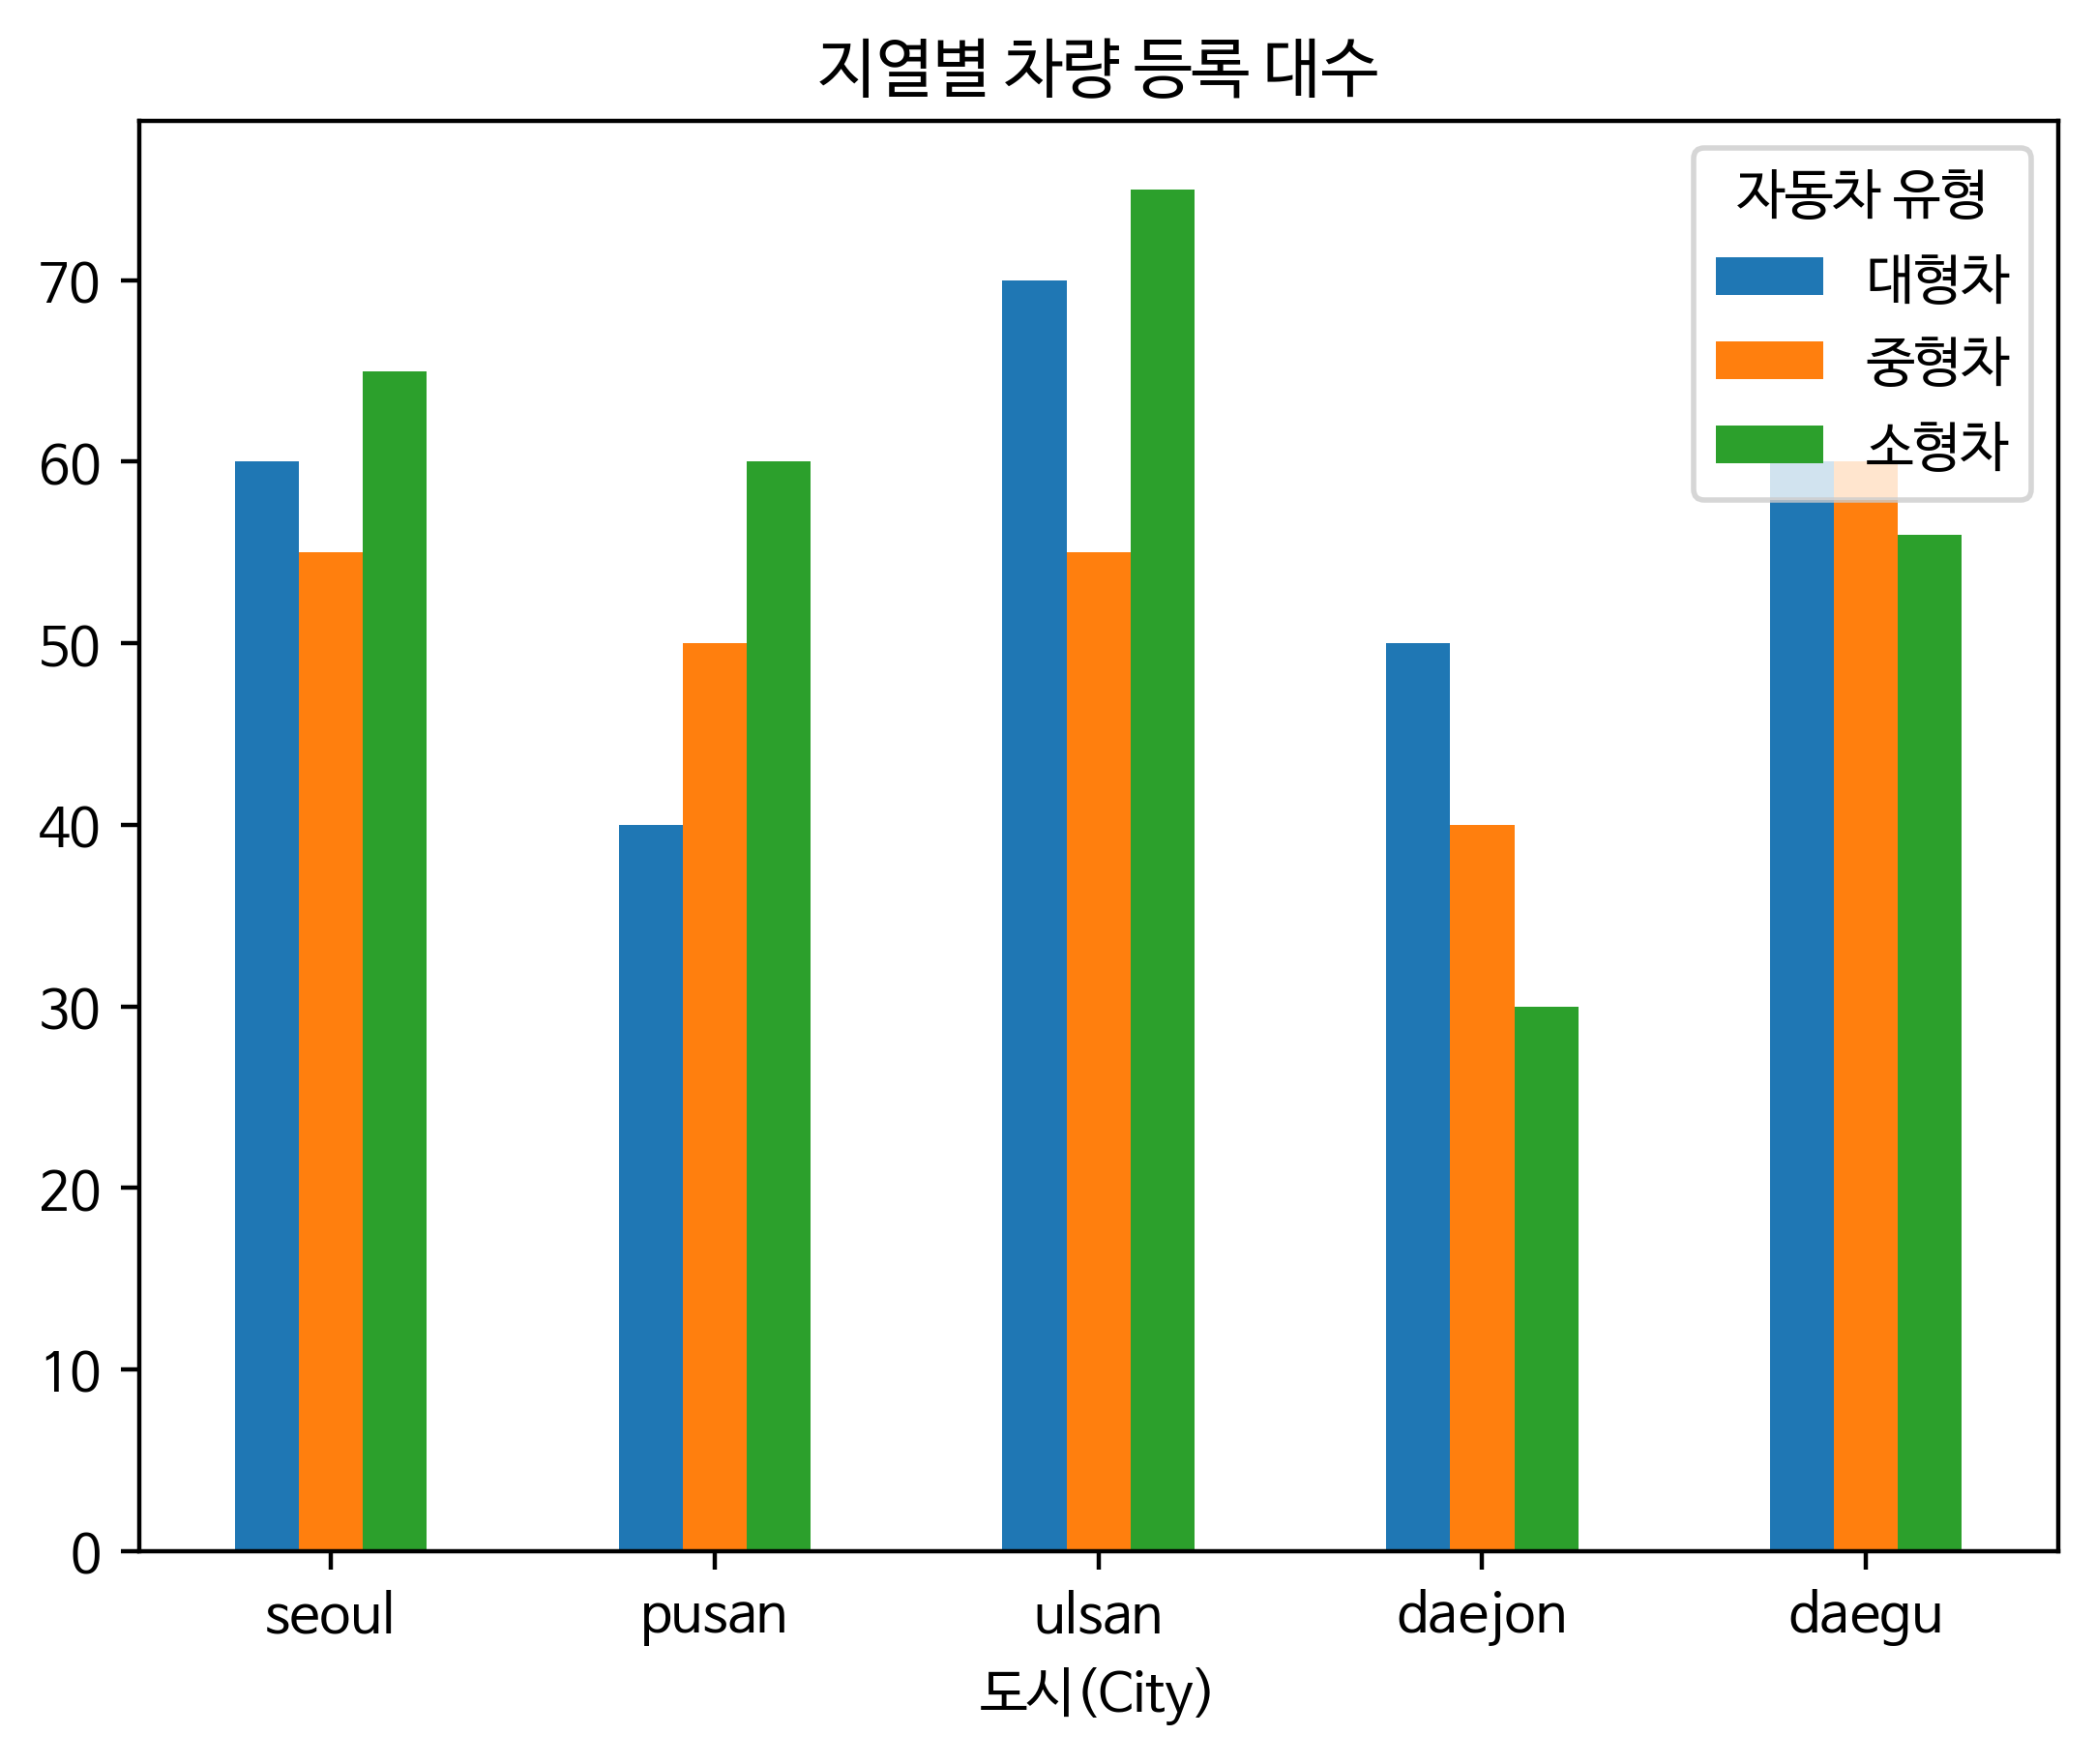 지열별 차량 등록 대수
자동차 유형
대형차
중형차
소형차
70
60
50
40
30
20
10
0
seoul pusan ulsan daejon daegu
도시(City)